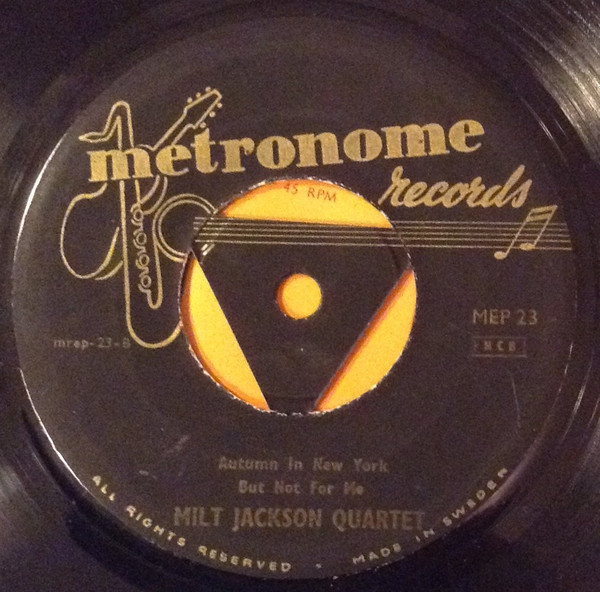 metronome
records
45 RPM
MEP 23
NCB
mrep-23-B
Autumn In New York
But Not For Me
MILT JACKSON QUARTET
ALL RIGHTS RESERVED - MADE IN SWEDEN